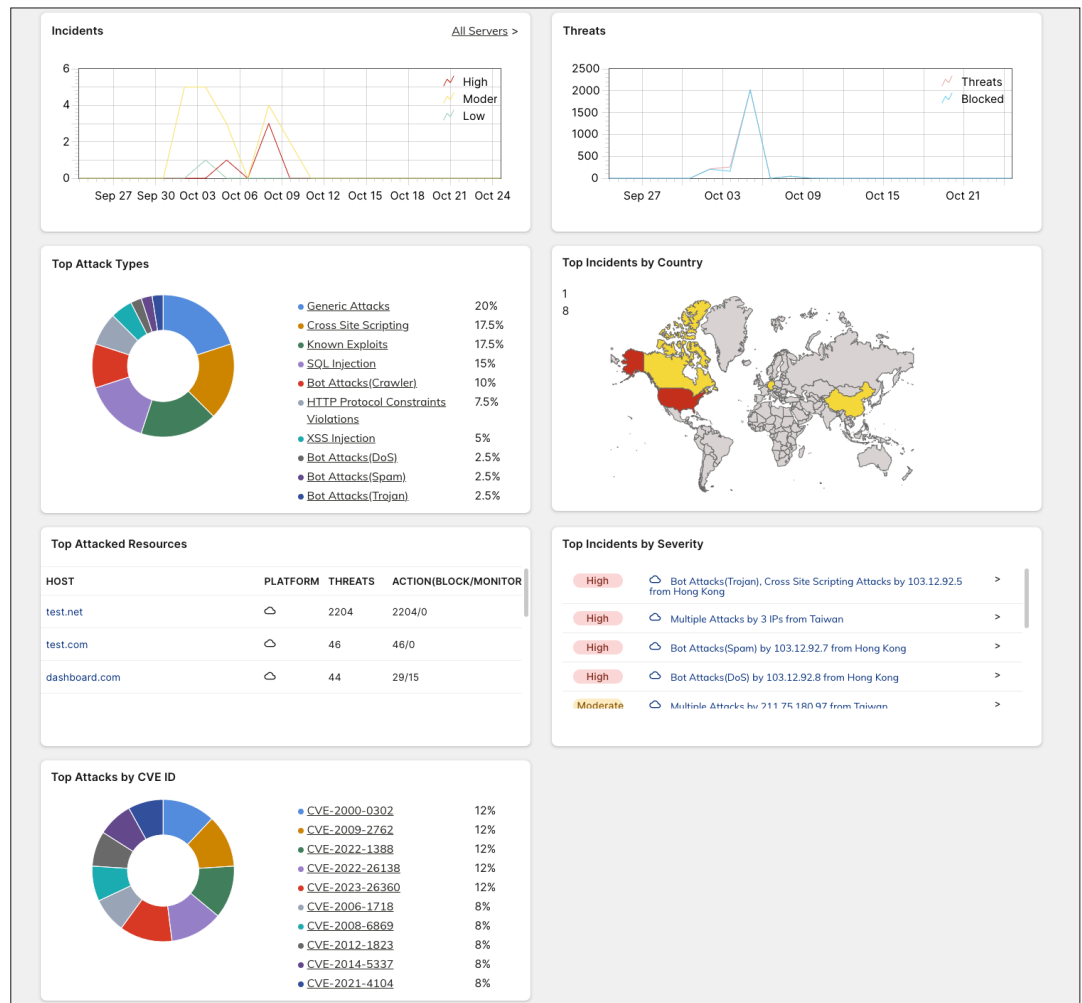 Incidents
All Servers >
6
4
2
0
High
Moder
Low
Sep 27 Sep 30 Oct 03 Oct 06 Oct 09 Oct 12 Oct 15 Oct 18 Oct 21 Oct 24
Threats
2500
2000
1500
1000
500
0
Threats
Blocked
Sep 27 Oct 03 Oct 09 Oct 15 Oct 21
Top Attack Types
Generic Attacks 20%
Cross Site Scripting 17.5%
Known Exploits 17.5%
SQL Injection 15%
Bot Attacks(Crawler) 10%
HTTP Protocol Constraints 7.5%
Violations
XSS Injection 5%
Bot Attacks(DoS) 2.5%
Bot Attacks(Spam) 2.5%
Bot Attacks(Trojan) 2.5%
Top Incidents by Country
1
8
Top Attacked Resources
HOST PLATFORM THREATS ACTION(BLOCK/MONITOR
test.net 2204 2204/0
test.com 46 46/0
dashboard.com 44 29/15
Top Incidents by Severity
High Bot Attacks(Trojan), Cross Site Scripting Attacks by 103.12.92.5 >
from Hong Kong
High Multiple Attacks by 3 IPs from Taiwan >
High Bot Attacks(Spam) by 103.12.92.7 from Hong Kong >
High Bot Attacks(DoS) by 103.12.92.8 from Hong Kong >
Moderate Multiple Attacks by 211.75.180.97 from Taiwan >
Top Attacks by CVE ID
CVE-2000-0302 12%
CVE-2009-2762 12%
CVE-2022-1388 12%
CVE-2022-26138 12%
CVE-2023-26360 12%
CVE-2006-1718 8%
CVE-2008-6869 8%
CVE-2012-1823 8%
CVE-2014-5337 8%
CVE-2021-4104 8%